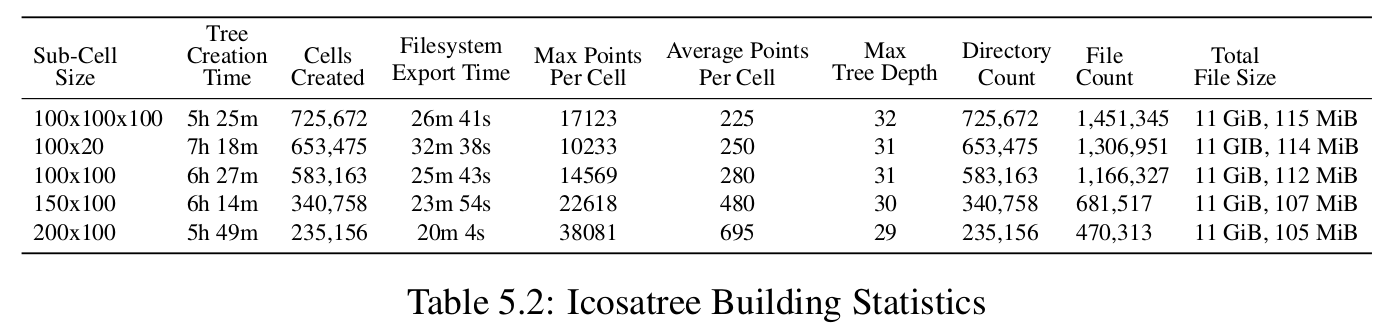 Sub-Cell Size Tree Creation Time Cells Created Filesystem Export Time Max Points Per Cell Average Points Per Cell Max Tree Depth Directory Count File Count Total File Size
100x100x100 5h 25m 725,672 26m 41s 17123 225 32 725,672 1,451,345 11 GiB, 115 MiB
100x20 7h 18m 653,475 32m 38s 10233 250 31 653,475 1,306,951 11 GIB, 114 MiB
100x100 6h 27m 583,163 25m 43s 14569 280 31 583,163 1,166,327 11 GiB, 112 MiB
150x100 6h 14m 340,758 23m 54s 22618 480 30 340,758 681,517 11 GiB, 107 MiB
200x100 5h 49m 235,156 20m 4s 38081 695 29 235,156 470,313 11 GiB, 105 MiB
Table 5.2: Icosatree Building Statistics